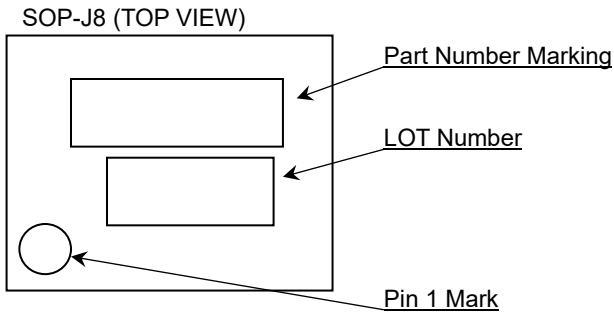 SOP-J8 (TOP VIEW)
Part Number Marking
LOT Number
Pin 1 Mark